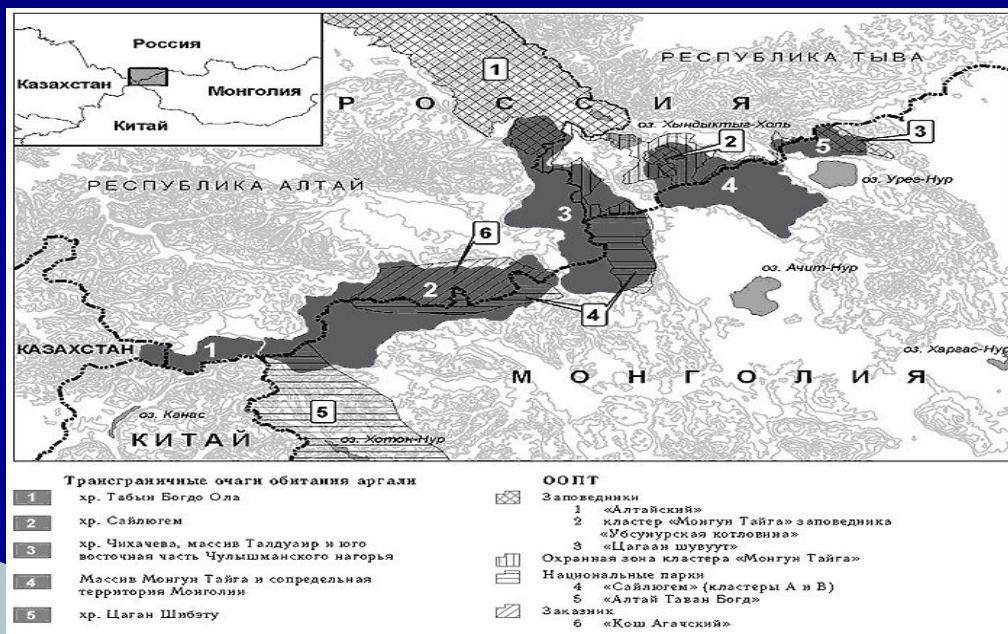 Россия
Казахстан
Монголия
Китай
РЕСПУБЛИКА ТЫВА
1
РОССИЯ
оз. Хындыктыг-Холь
2
3
5
оз. Урег-Нур
РЕСПУБЛИКА АЛТАЙ
3
4
6
оз. Ачит-Нур
2
4
КАЗАХСТАН
1
оз. Харгас-Нур
МОНГОЛИЯ
5
оз. Канас
КИТАЙ
оз. Хотон-Нур
Трансграничные очаги обитания аргали
1 хр. Табын Богдо Ола
2 хр. Сайлюгем
3 хр. Чихачева, массив Талдуаир и юго
восточная часть Чулышманского нагорья
4 Массив Монгун Тайга и сопредельная
территория Монголии
5 хр. Цаган Шибэту
ООПТ
Заповедники
1 «Алтайский»
2 кластер «Монгун Тайга» заповедника
«Убсунурская котловина»
3 «Цагаан шувуут»
Охранная зона кластера «Монгун Тайга»
Национальные парки
4 «Сайлюгем» (кластеры А и В)
5 «Алтай Таван Богд»
Заказник
6 «Кош Агачский»